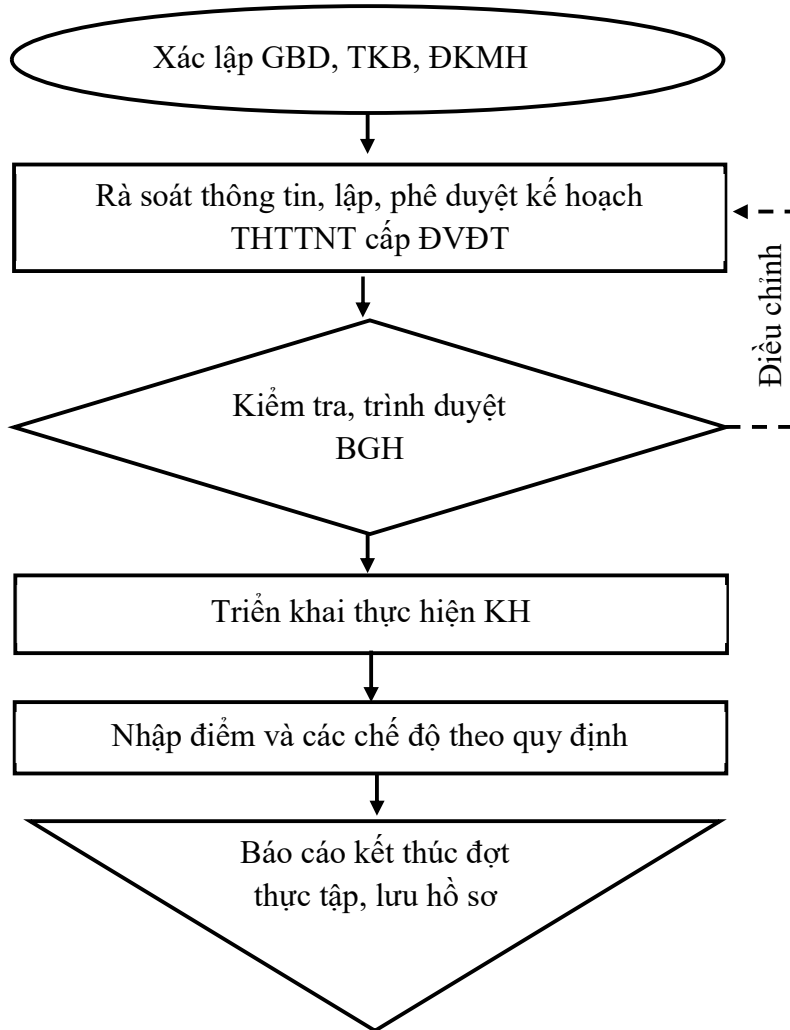 Xác lập GBD, TKB, ĐKMH
Rà soát thông tin, lập, phê duyệt kế hoạch
THTTNT cấp ĐVĐT
Điều chỉnh
Kiểm tra, trình duyệt
BGH
Triển khai thực hiện KH
Nhập điểm và các chế độ theo quy định
Báo cáo kết thúc đợt
thực tập, lưu hồ sơ